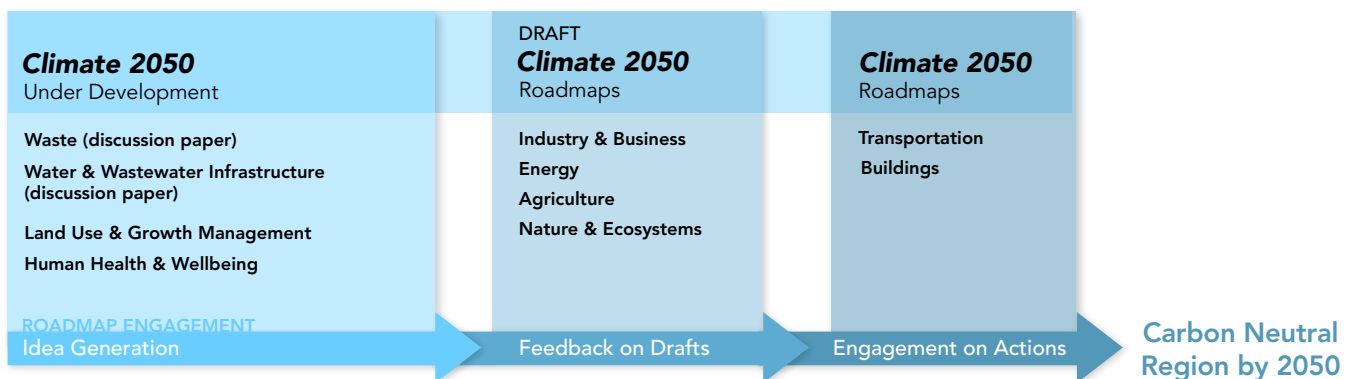 Climate 2050
Under Development
Waste (discussion paper)
Water & Wastewater Infrastructure
(discussion paper)
Land Use & Growth Management
Human Health & Wellbeing
ROADMAP ENGAGEMENT
Idea Generation
DRAFT
Climate 2050
Roadmaps
Industry & Business
Energy
Agriculture
Nature & Ecosystems
Feedback on Drafts
Climate 2050
Roadmaps
Transportation
Buildings
Engagement on Actions
Carbon Neutral
Region by 2050